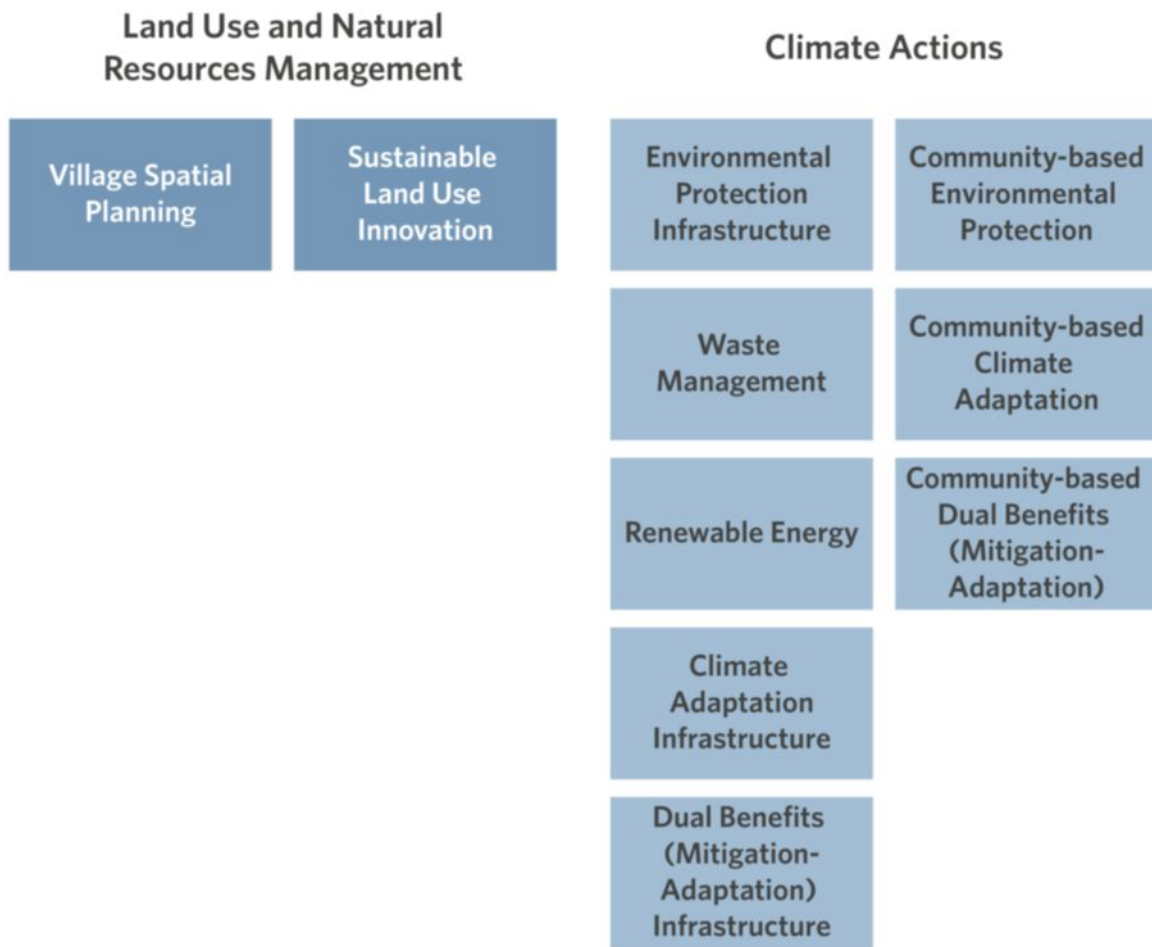 Land Use and Natural
Resources Management
Climate Actions
Village Spatial
Planning
Sustainable
Land Use
Innovation
Environmental
Protection
Infrastructure
Community-based
Environmental
Protection
Waste
Management
Community-based
Climate
Adaptation
Renewable Energy
Community-based
Dual Benefits
(Mitigation-
Adaptation)
Climate
Adaptation
Infrastructure
Dual Benefits
(Mitigation-
Adaptation)
Infrastructure